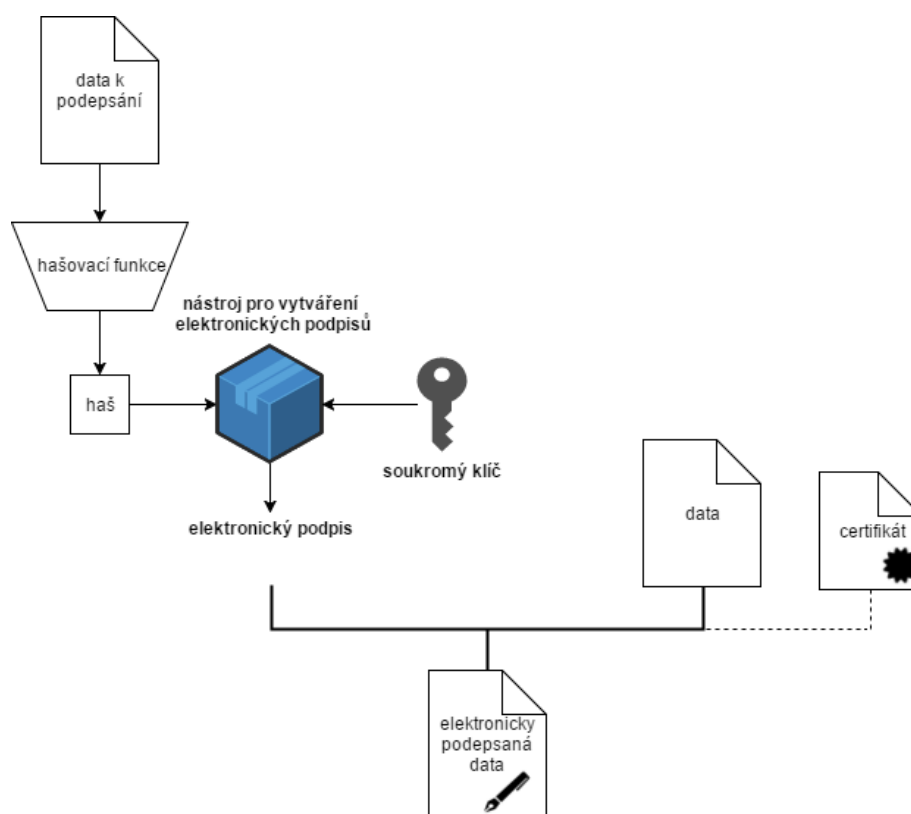 data k
podepsání
hašovací funkce
nástroj pro vytváření
elektronických podpisů
haš
soukromý klíč
elektronický podpis
data
certifikát
elektronicky
podepsaná
data